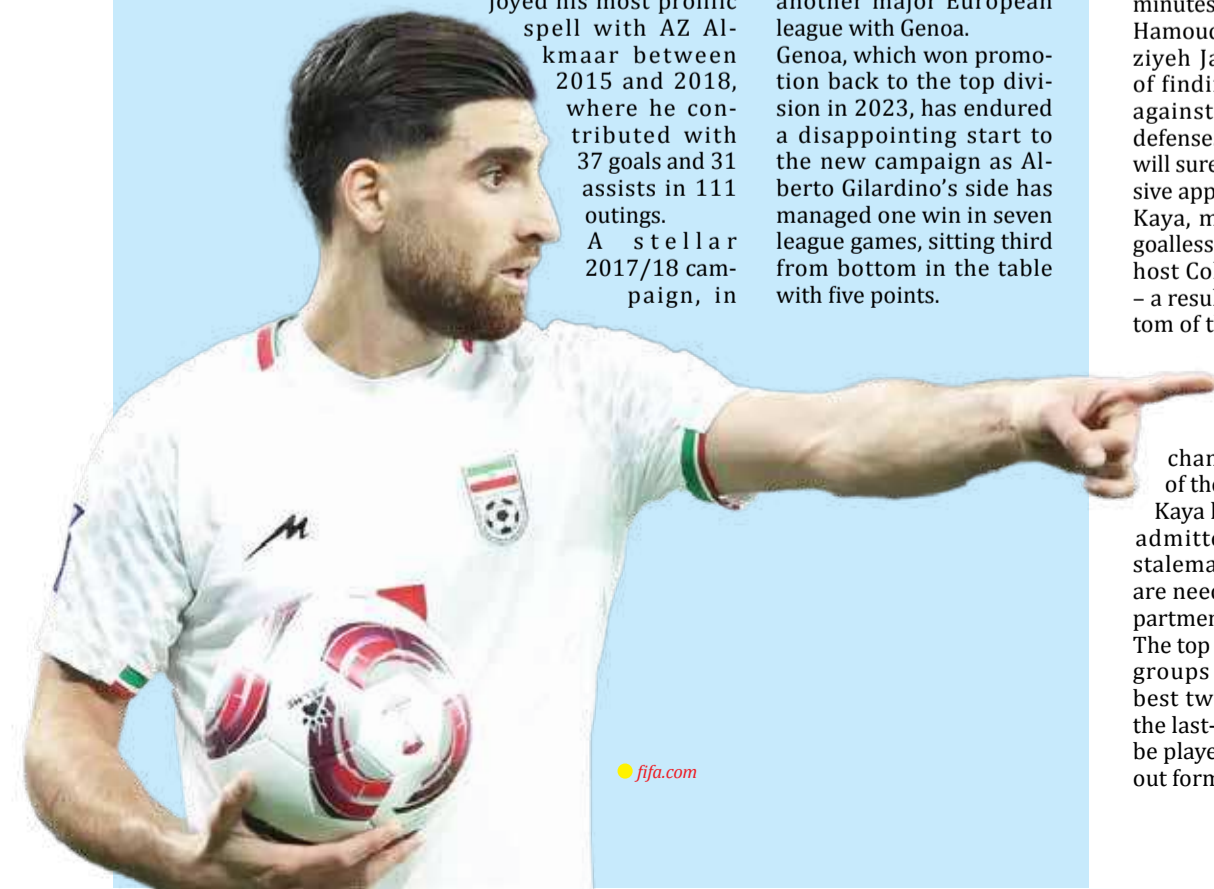 joyed his most prolific
spell with AZ Al-
kmaar between
2015 and 2018,
where he con-
tributed with
37 goals and 31
assists in 111
outings.
A stellar
2017/18 cam-
paign, in
another major European
league with Genoa.
Genoa, which won promo-
tion back to the top divi-
sion in 2023, has endured
a disappointing start to
the new campaign as Al-
berto Gilardino’s side has
managed one win in seven
league games, sitting third
from bottom in the table
with five points.
fifa.com
minutes
Hamoud
ziyeh Ja
of findi
against
defense
will sure
sive app
Kaya, m
goalless
host Co
– a resu
tom of t
chan
of the
Kaya
admitt
stalema
are nee
partmen
The top
groups
best tw
the last-
be playe
out form